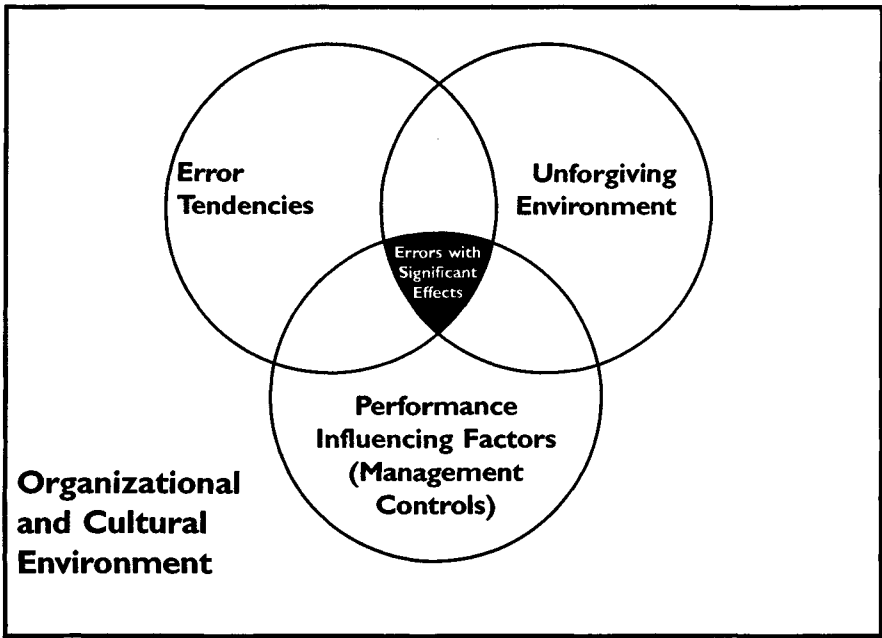 Error
Tendencies
Unforgiving
Environment
Errors with
Significant
Effects
Performance
Influencing Factors
(Management
Controls)
Organizational
and Cultural
Environment